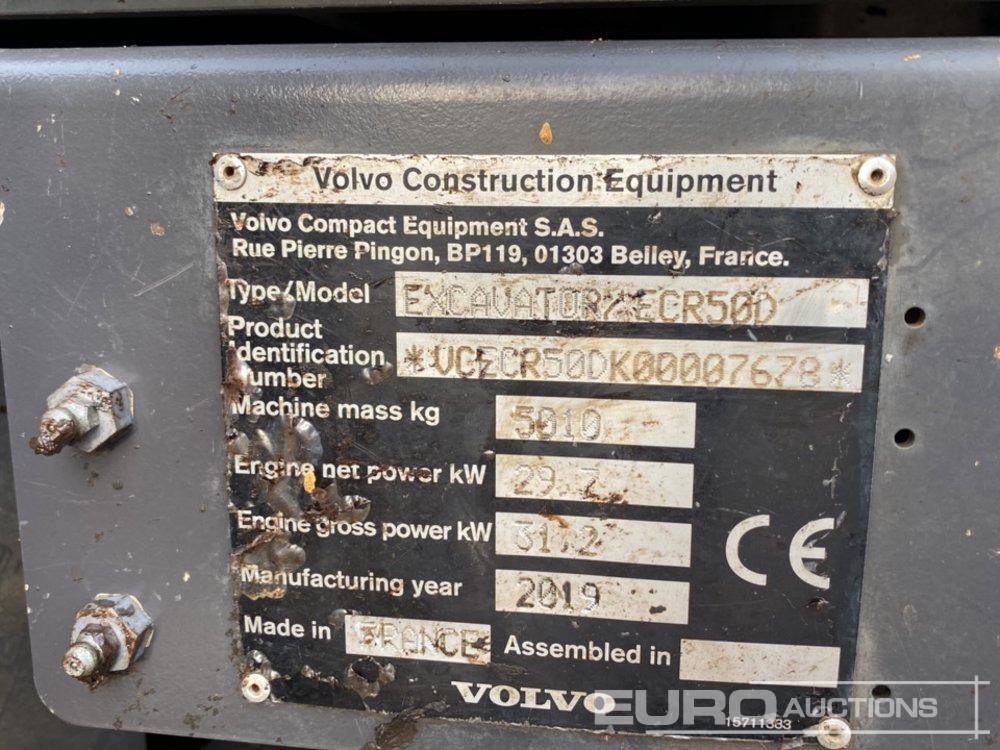 Volvo Construction Equipment
Volvo Compact Equipment S.A.S.
Rue Pierre Pingon, BP119, 01303 Belley, France.
Type/Model EXCAVATOR/ECR50D
Product
Identification
Number *VCECR50DK00007678*
Machine mass kg 5010
Engine net power kW 29.7
Engine gross power kW 31.2
Manufacturing year 2019
Made in FRANCE Assembled in
VOLVO
15711333
EURO AUCTIONS
CE